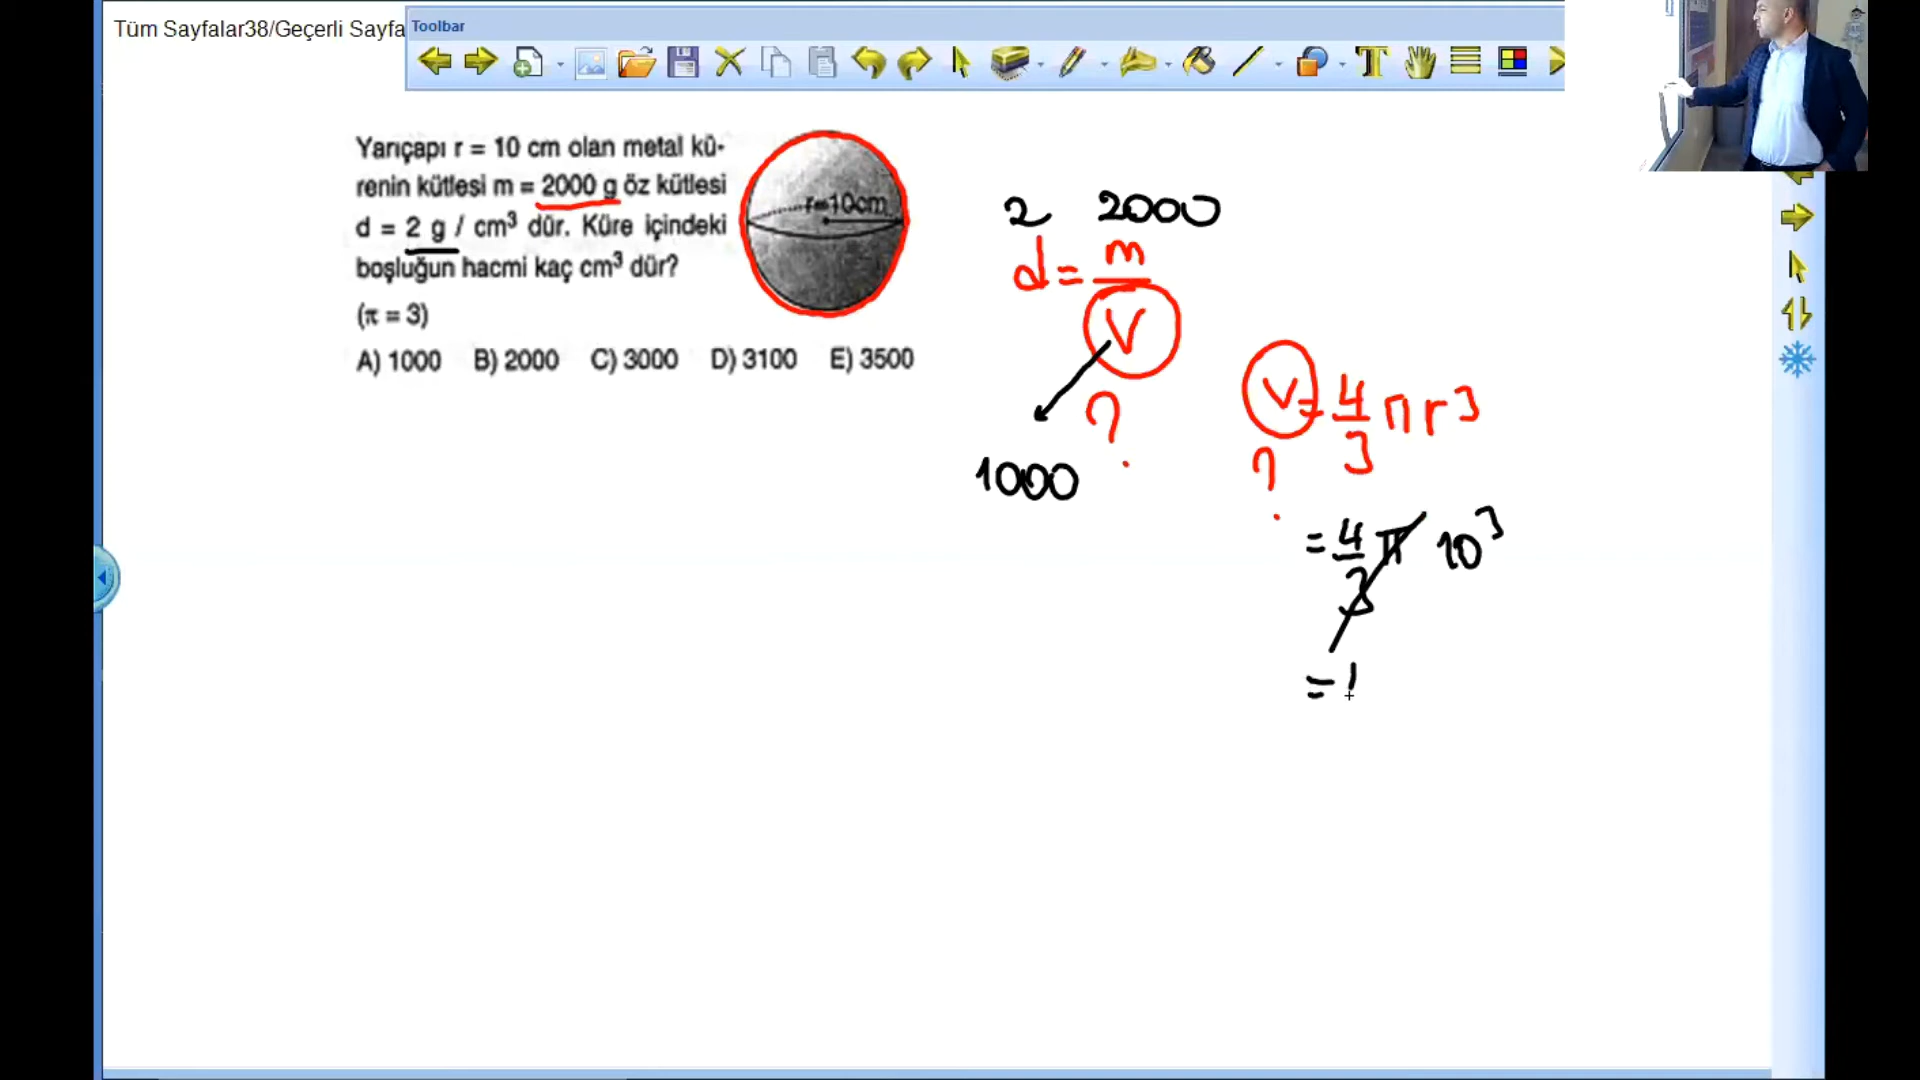 Tüm Sayfalar38/Geçerli Sayfa
Toolbar
Yarıçapı r = 10 cm olan metal kü-
renin kütlesi m = 2000 g öz kütlesi
d = 2 g / cm³ dür. Küre içindeki
boşluğun hacmi kaç cm³ dür?
(π = 3)
A) 1000 B) 2000 C) 3000 D) 3100 E) 3500
r=10cm
2 2000
d = m
V
?
1000
V = 4/3 π r³
?
= 4/3 π 10³
=